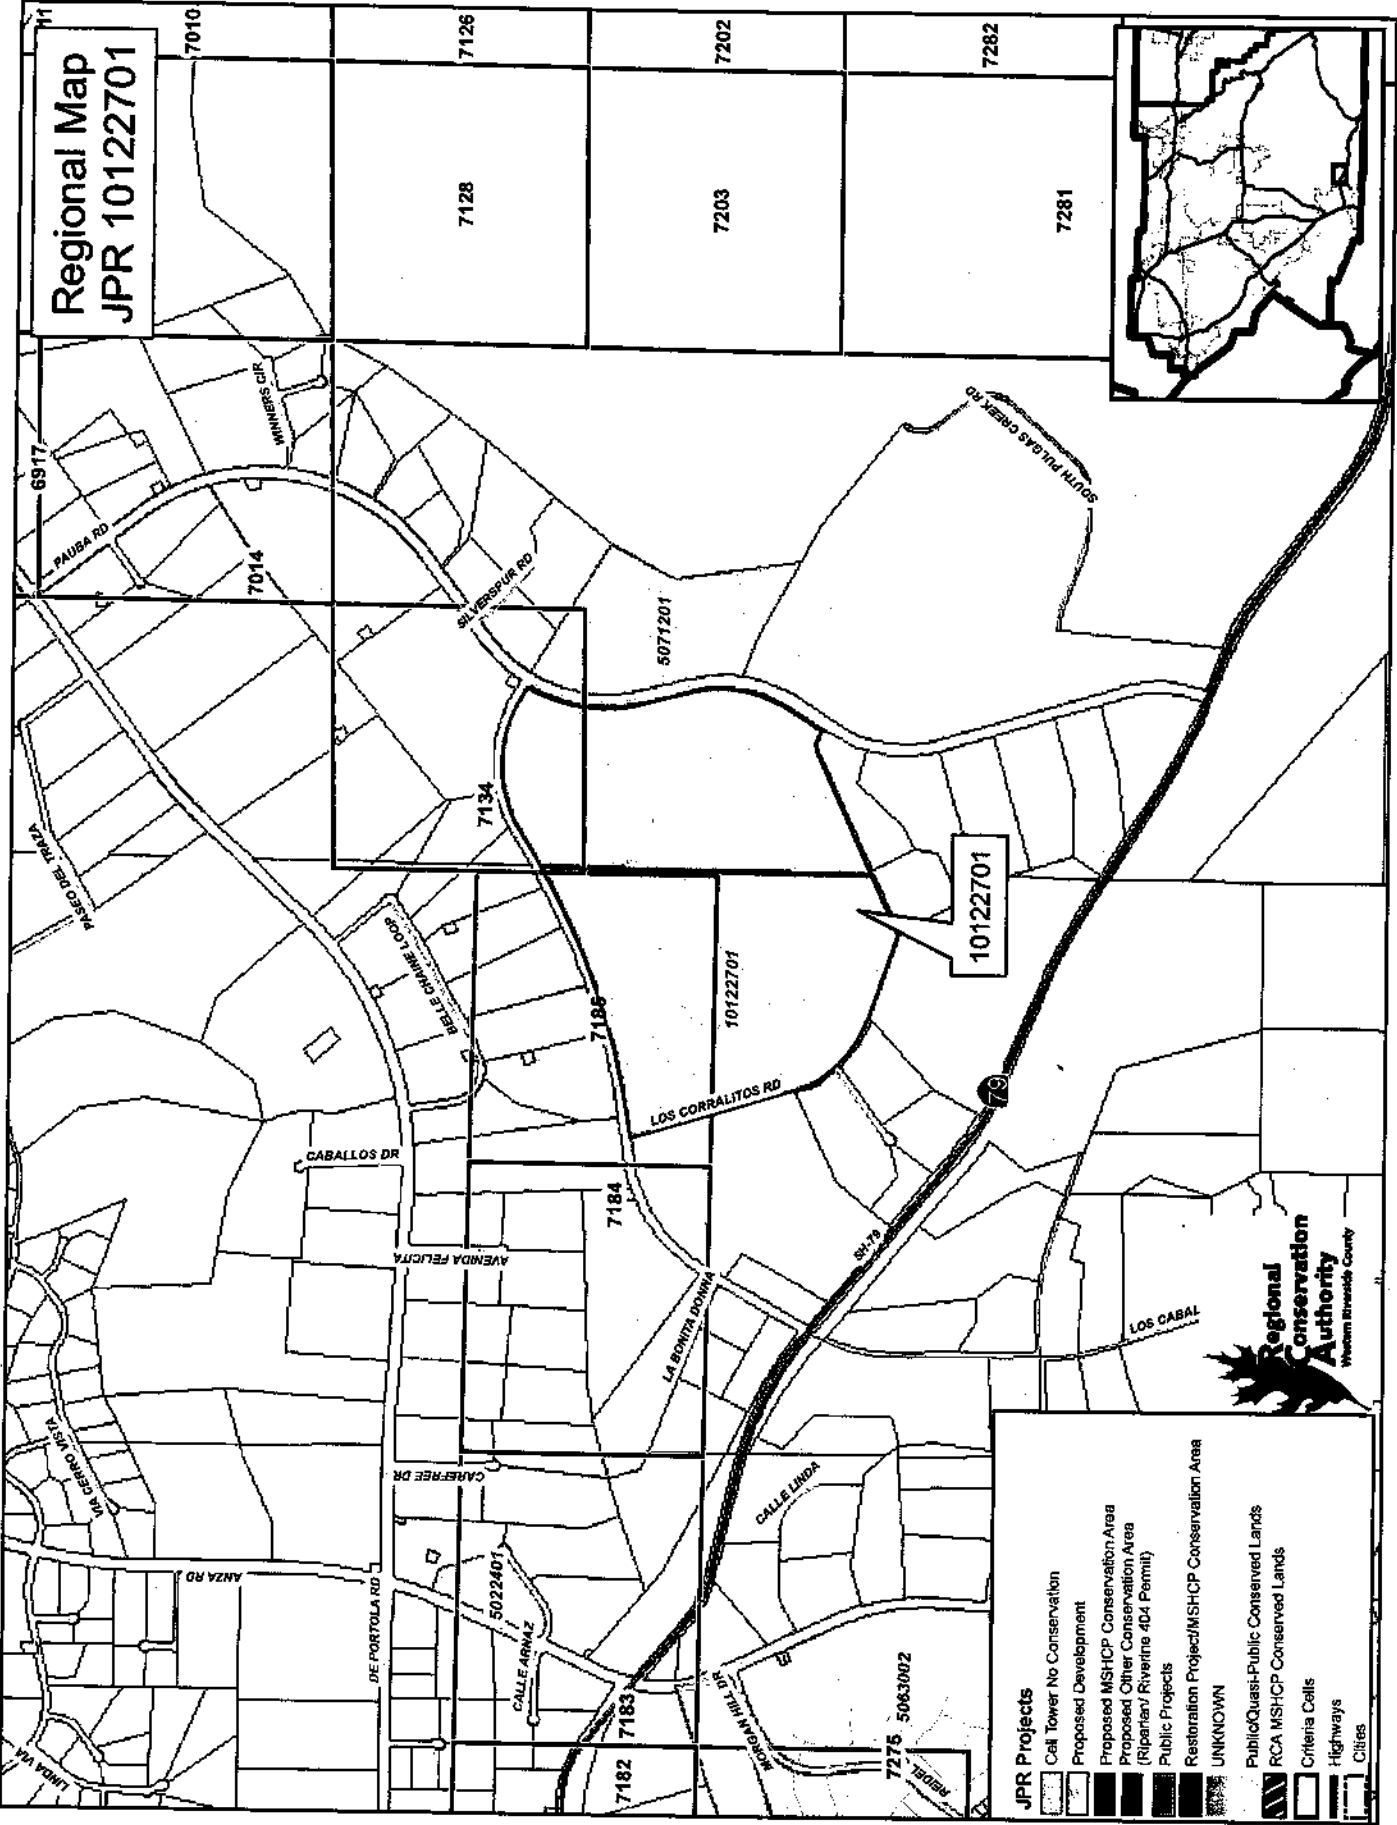 Regional Map
JPR 10122701
7010
7126
7202
7282
7128
7203
7281
6917
PAUBA RD
WINNERS CIR
7014
SILVERSPUR RD
SOUTH PULGAS CREEK RD
5071201
7134
PASEO DEL TRAZA
BELLE CHAINE LOOP
7185
10122701
10122701
LOS CORRALITOS RD
79
CABALLOS DR
7184
AVENIDA FELICITA
LA BONITA DONNA
SH-79
LOS CABAL
VIA CERRO VISTA
CAREFREE DR
CALLE LINDA
ANZA RD
5022401
DE PORTOLA RD
CALLE ARNAZ
7183
MORGAN HILL DR
5063002
LINDA VIA
7182
7275
REIDEL
Regional
Conservation
Authority
Western Riverside County
JPR Projects
Cell Tower No Conservation
Proposed Development
Proposed MSHCP Conservation Area
Proposed Other Conservation Area
(Riparian/ Riverine 404 Permit)
Public Projects
Restoration Project/MSHCP Conservation Area
UNKNOWN
Public/Quasi-Public Conserved Lands
RCA MSHCP Conserved Lands
Criteria Cells
Highways
Cities